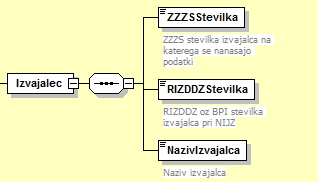 ZZZSStevilka
ZZZS stevilka izvajalca na
katerega se nanasajo
podatki
Izvajalec
RIZDDZStevilka
RIZDDZ oz BPI stevilka
izvajalca pri NIJZ
NazivIzvajalca
Naziv izvajalca